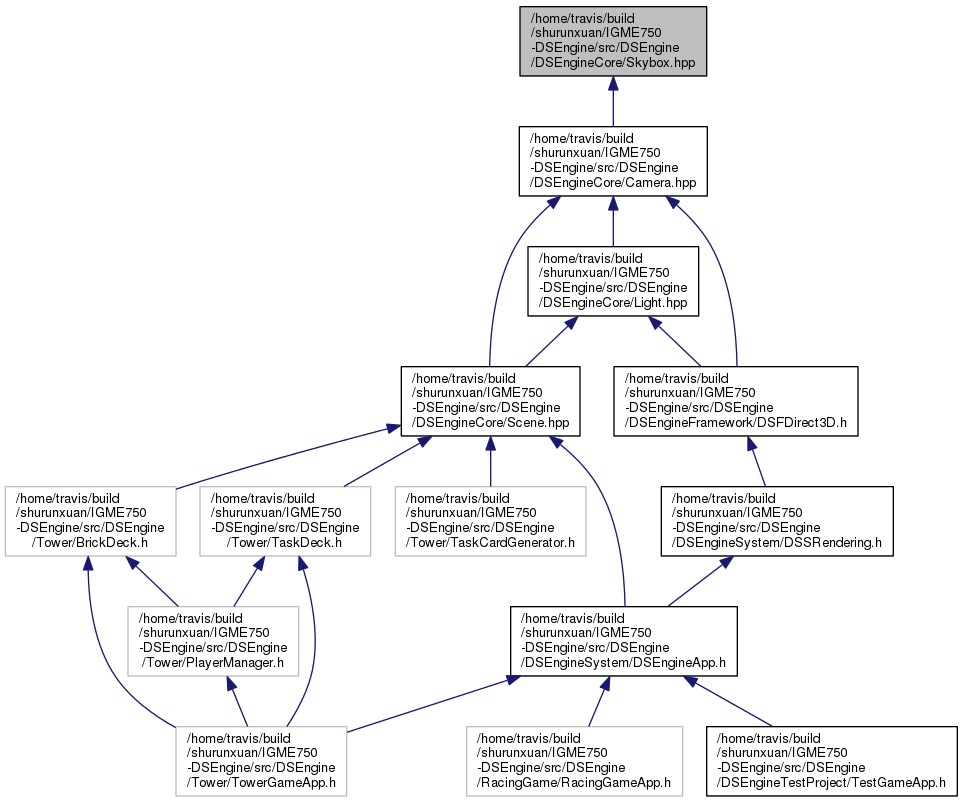 /home/travis/build
/shurunxuan/IGME750
-DSEngine/src/DSEngine
/DSEngineCore/Skybox.hpp
/home/travis/build
/shurunxuan/IGME750
-DSEngine/src/DSEngine
/DSEngineCore/Camera.hpp
/home/travis/build
/shurunxuan/IGME750
-DSEngine/src/DSEngine
/DSEngineCore/Light.hpp
/home/travis/build
/shurunxuan/IGME750
-DSEngine/src/DSEngine
/DSEngineCore/Scene.hpp
/home/travis/build
/shurunxuan/IGME750
-DSEngine/src/DSEngine
/DSEngineFramework/DSFDirect3D.h
/home/travis/build
/shurunxuan/IGME750
-DSEngine/src/DSEngine
/Tower/BrickDeck.h
/home/travis/build
/shurunxuan/IGME750
-DSEngine/src/DSEngine
/Tower/TaskDeck.h
/home/travis/build
/shurunxuan/IGME750
-DSEngine/src/DSEngine
/Tower/TaskCardGenerator.h
/home/travis/build
/shurunxuan/IGME750
-DSEngine/src/DSEngine
/DSEngineSystem/DSSRendering.h
/home/travis/build
/shurunxuan/IGME750
-DSEngine/src/DSEngine
/Tower/PlayerManager.h
/home/travis/build
/shurunxuan/IGME750
-DSEngine/src/DSEngine
/DSEngineSystem/DSEngineApp.h
/home/travis/build
/shurunxuan/IGME750
-DSEngine/src/DSEngine
/Tower/TowerGameApp.h
/home/travis/build
/shurunxuan/IGME750
-DSEngine/src/DSEngine
/RacingGame/RacingGameApp.h
/home/travis/build
/shurunxuan/IGME750
-DSEngine/src/DSEngine
/DSEngineTestProject/TestGameApp.h